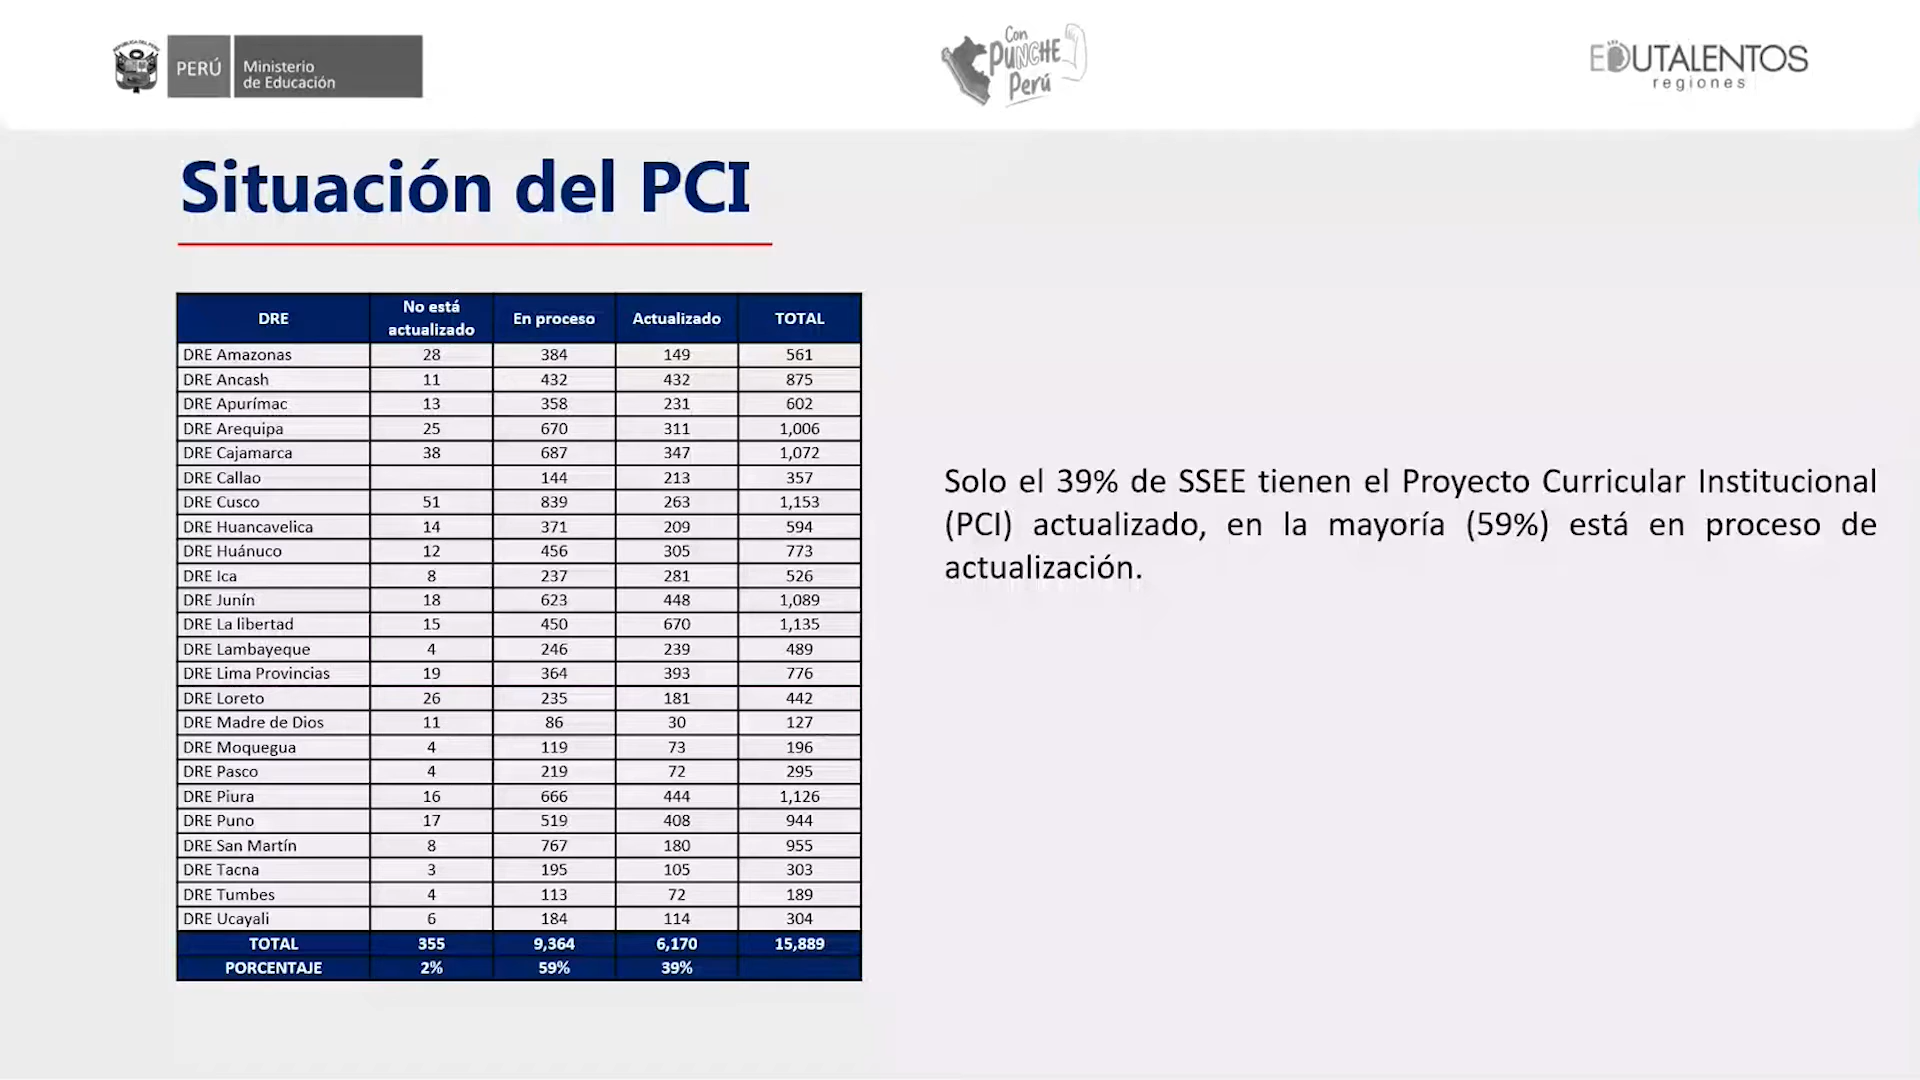 REPÚBLICA DEL PERÚ
PERÚ
Ministerio
de Educación
Con
PUNCHE
Perú
EDUTALENTOS
regiones
Situación del PCI
DRE No está actualizado En proceso Actualizado TOTAL
DRE Amazonas 28 384 149 561
DRE Ancash 11 432 432 875
DRE Apurímac 13 358 231 602
DRE Arequipa 25 670 311 1,006
DRE Cajamarca 38 687 347 1,072
DRE Callao 144 213 357
DRE Cusco 51 839 263 1,153
DRE Huancavelica 14 371 209 594
DRE Huánuco 12 456 305 773
DRE Ica 8 237 281 526
DRE Junín 18 623 448 1,089
DRE La libertad 15 450 670 1,135
DRE Lambayeque 4 246 239 489
DRE Lima Provincias 19 364 393 776
DRE Loreto 26 235 181 442
DRE Madre de Dios 11 86 30 127
DRE Moquegua 4 119 73 196
DRE Pasco 4 219 72 295
DRE Piura 16 666 444 1,126
DRE Puno 17 519 408 944
DRE San Martín 8 767 180 955
DRE Tacna 3 195 105 303
DRE Tumbes 4 113 72 189
DRE Ucayali 6 184 114 304
TOTAL 355 9,364 6,170 15,889
PORCENTAJE 2% 59% 39%
Solo el 39% de SSEE tienen el Proyecto Curricular Institucional
(PCI) actualizado, en la mayoría (59%) está en proceso de
actualización.